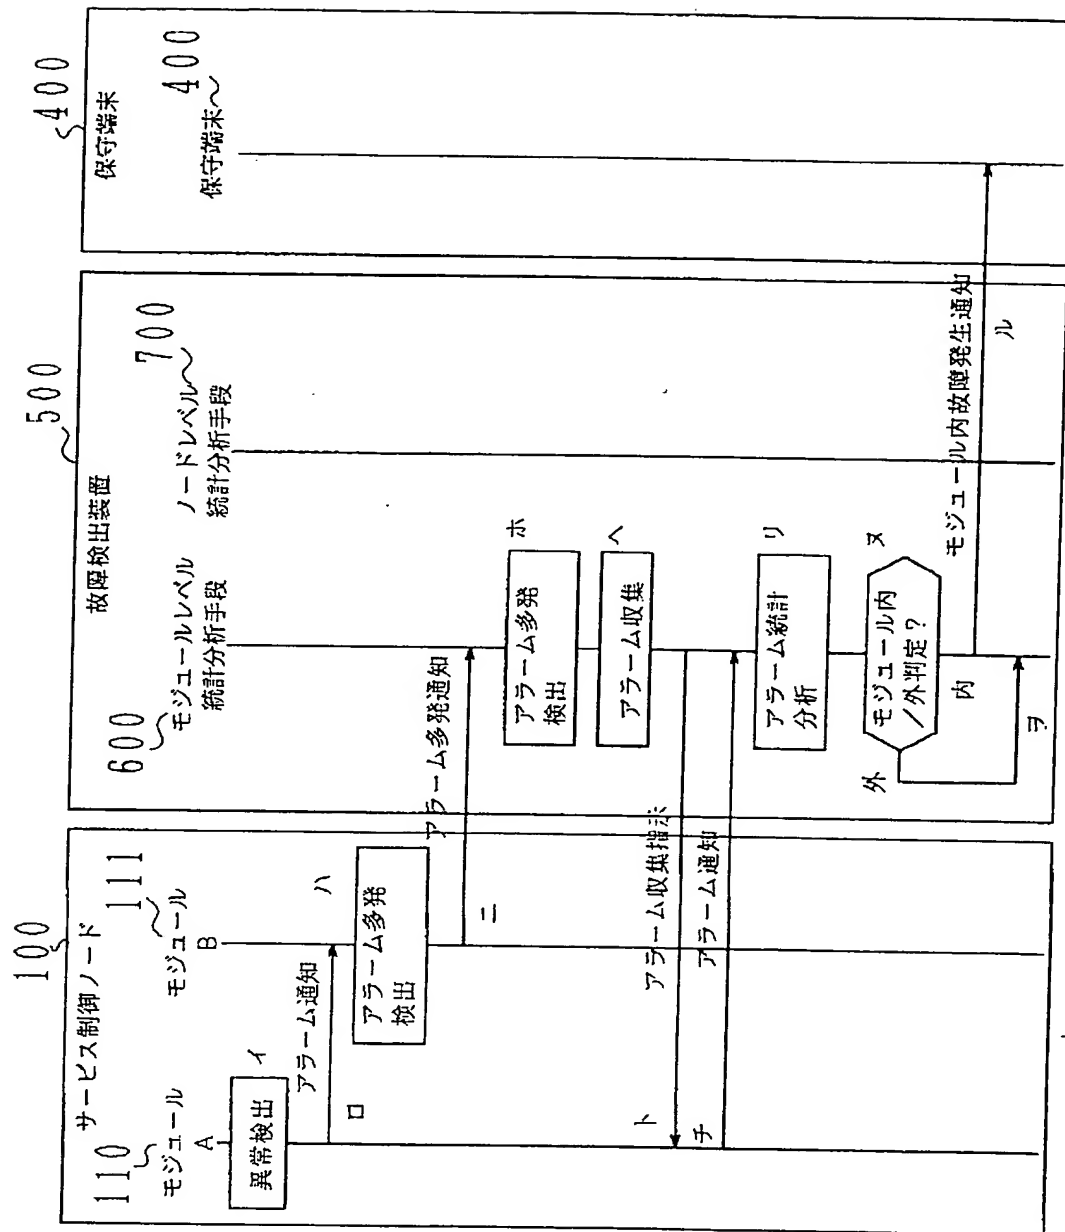 100
サービス制御ノード
110
モジュール
A
111
モジュール
B
500
故障検出装置
600
モジュールレベル
統計分析手段
700
ノードレベル
統計分析手段
400
保守端末
400
保守端末
異常検出
イ
アラーム通知
ロ
アラーム多発
検出
ハ
アラーム多発通知
ニ
アラーム多発
検出
ホ
アラーム収集
ヘ
アラーム収集指示
ト
アラーム通知
チ
アラーム統計
分析
リ
モジュール内
/外判定?
ヌ
外
内
モジュール内故障発生通知
ル
ヲ